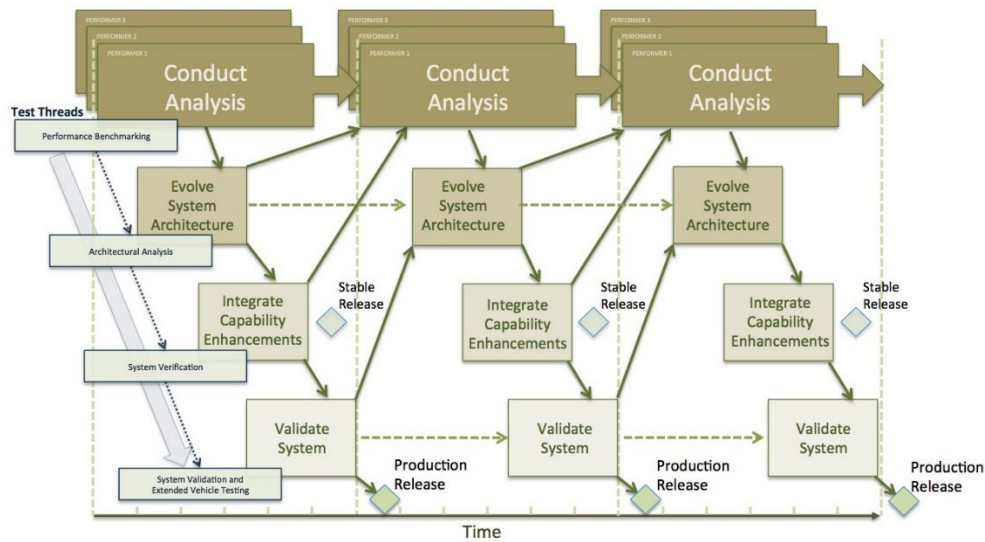 PERFORMER 3
PERFORMER 2
PERFORMER 1
Conduct
Analysis
PERFORMER 3
PERFORMER 2
PERFORMER 1
Conduct
Analysis
PERFORMER 3
PERFORMER 2
PERFORMER 1
Conduct
Analysis
Test Threads
Performance Benchmarking
Evolve
System
Architecture
Evolve
System
Architecture
Evolve
System
Architecture
Architectural Analysis
Integrate
Capability
Enhancements
Stable
Release
Integrate
Capability
Enhancements
Stable
Release
Integrate
Capability
Enhancements
Stable
Release
System Verification
Validate
System
Validate
System
Validate
System
System Validation and
Extended Vehicle Testing
Production
Release
Production
Release
Production
Release
Time